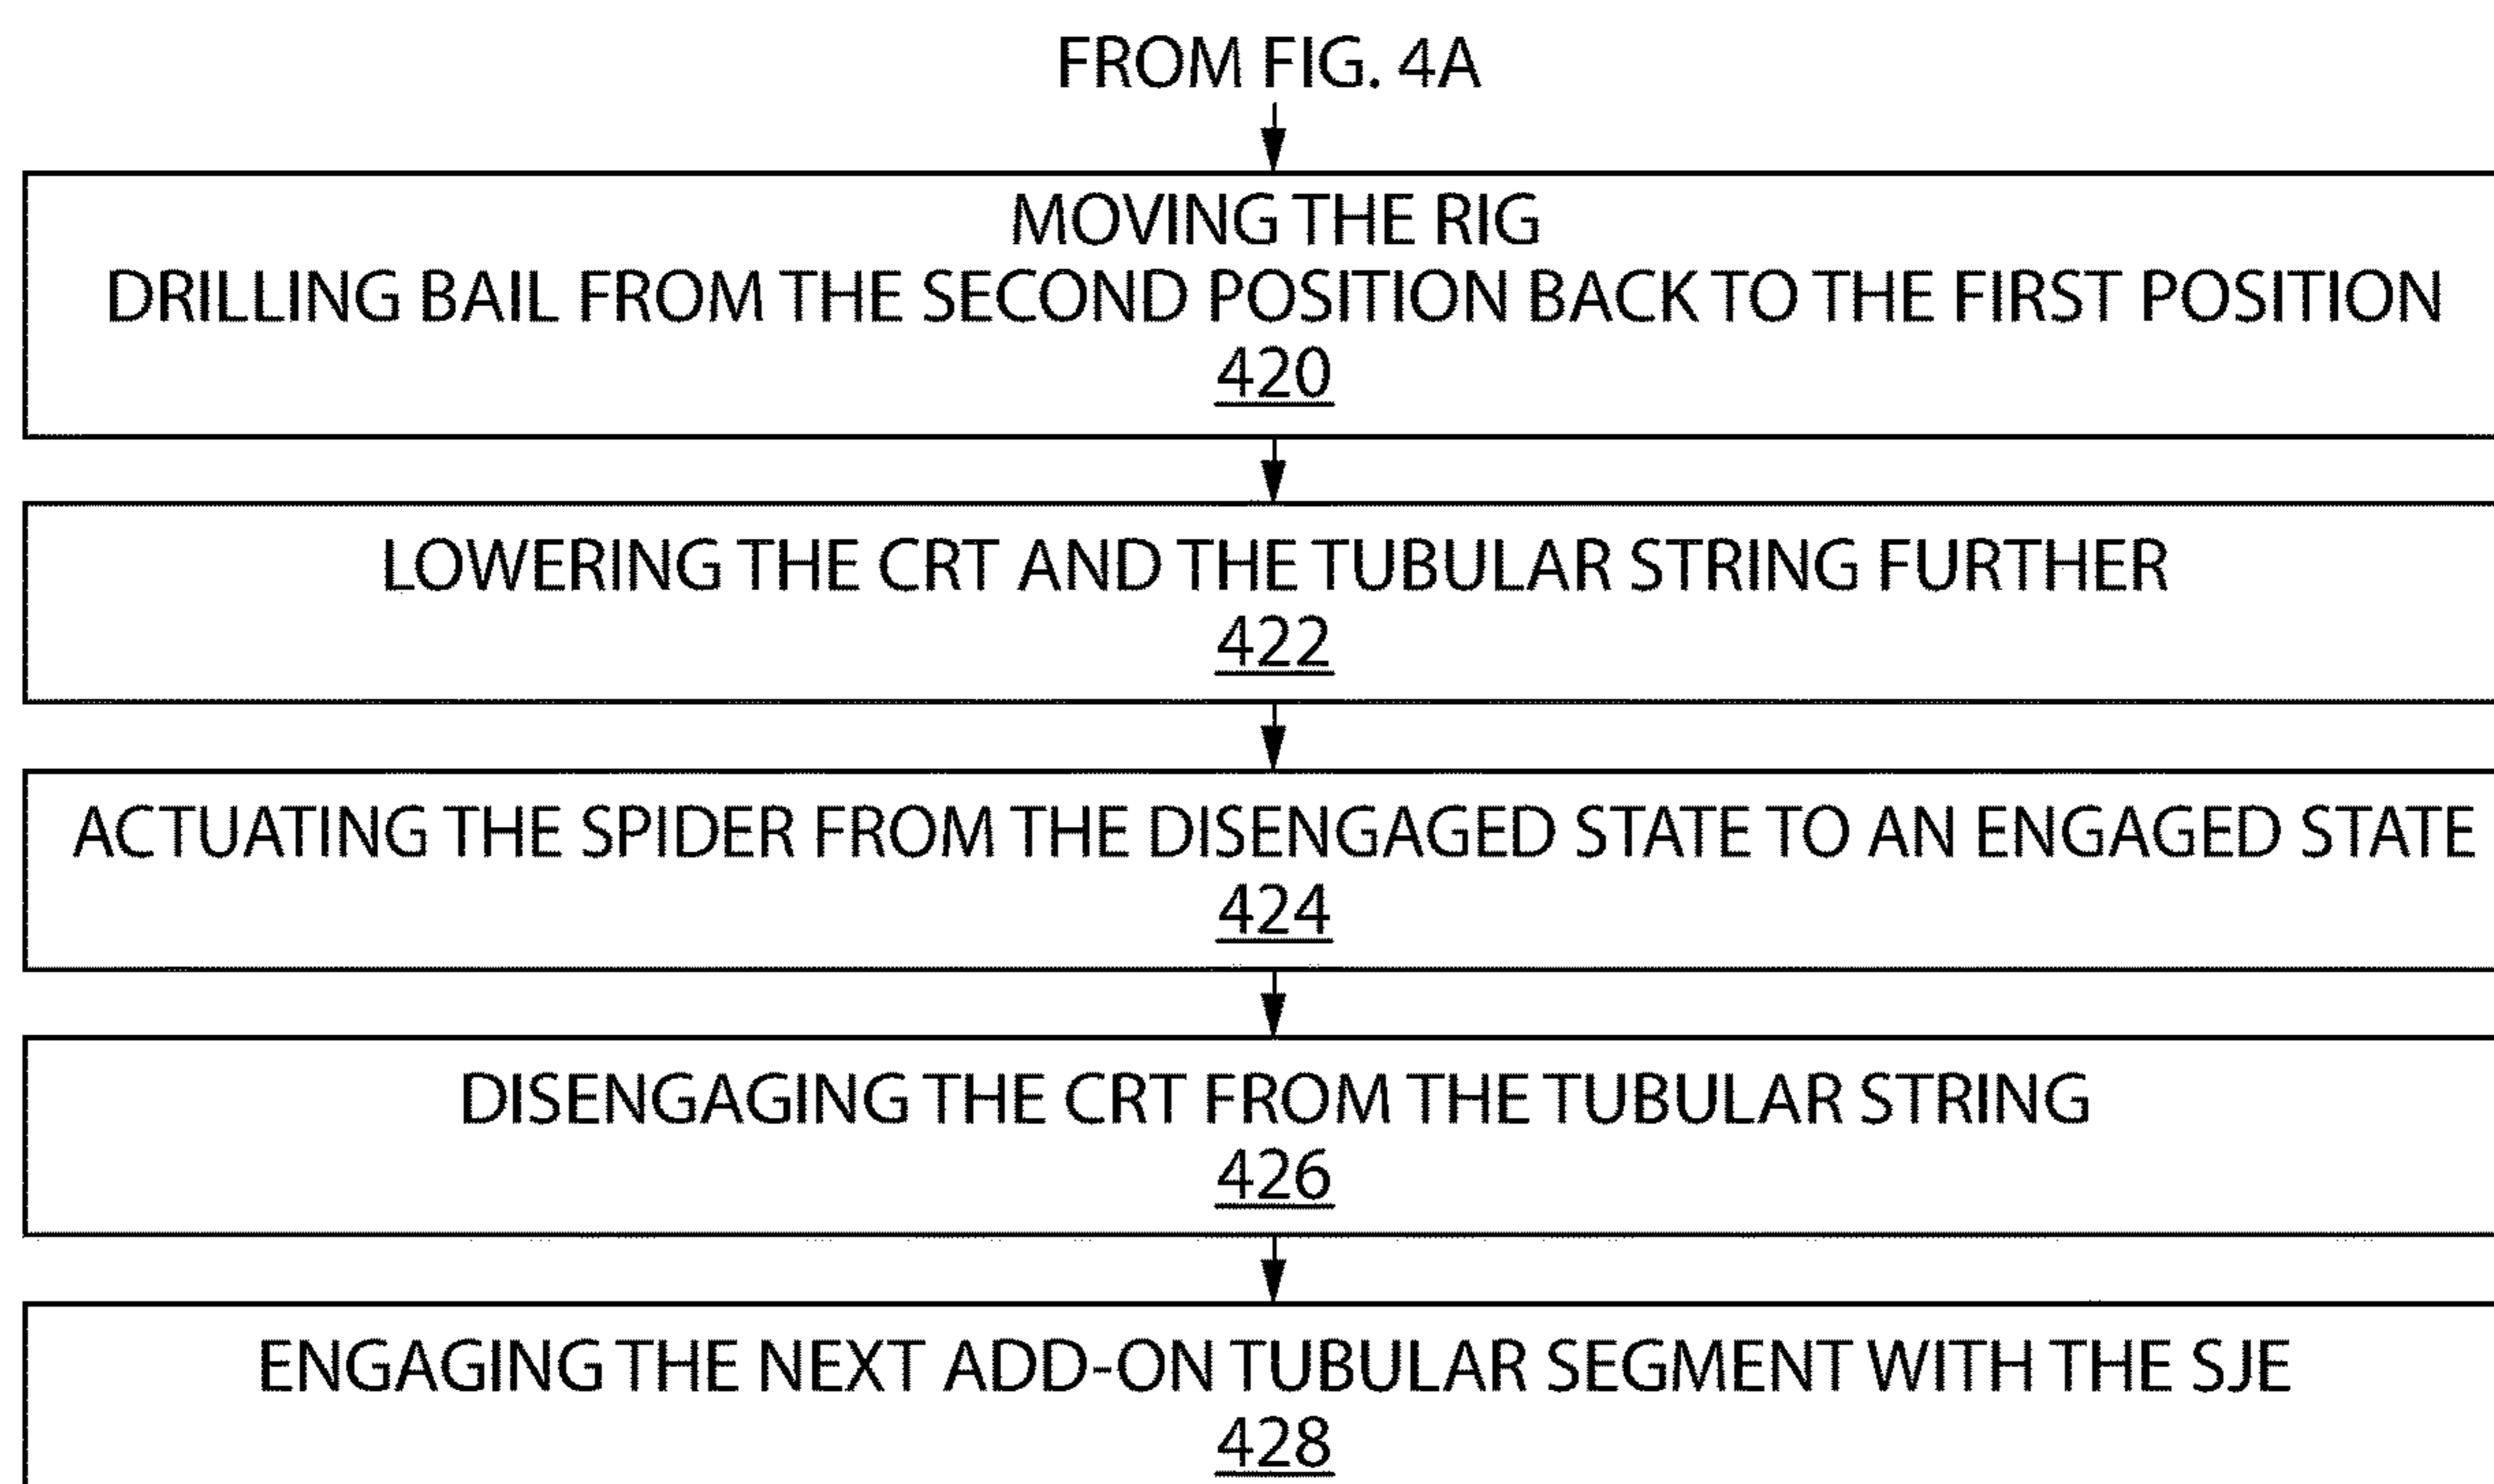 FROM FIG. 4A
MOVING THE RIG
DRILLING BAIL FROM THE SECOND POSITION BACK TO THE FIRST POSITION
420
LOWERING THE CRT AND THE TUBULAR STRING FURTHER
422
ACTUATING THE SPIDER FROM THE DISENGAGED STATE TO AN ENGAGED STATE
424
DISENGAGING THE CRT FROM THE TUBULAR STRING
426
ENGAGING THE NEXT ADD-ON TUBULAR SEGMENT WITH THE SJE
428